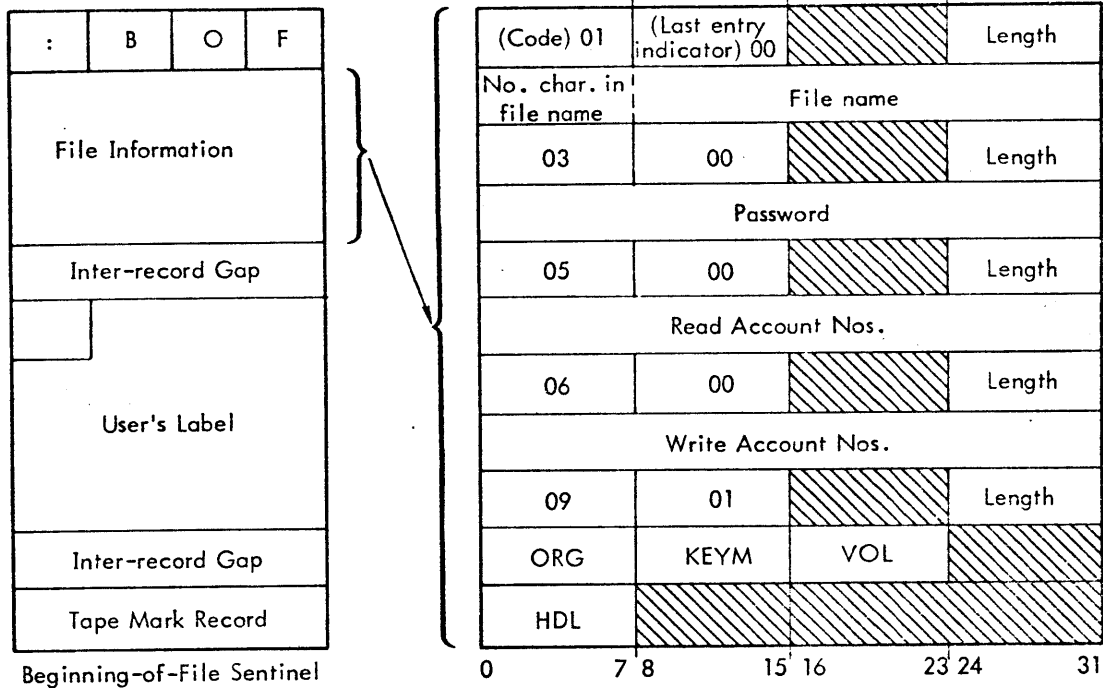 : B O F
File Information
Inter-record Gap
User's Label
Inter-record Gap
Tape Mark Record
Beginning-of-File Sentinel
(Code) 01 (Last entry indicator) 00 Length
No. char. in file name File name
03 00 Length
Password
05 00 Length
Read Account Nos.
06 00 Length
Write Account Nos.
09 01 Length
ORG KEYM VOL
HDL
0 7 8 15 16 23 24 31